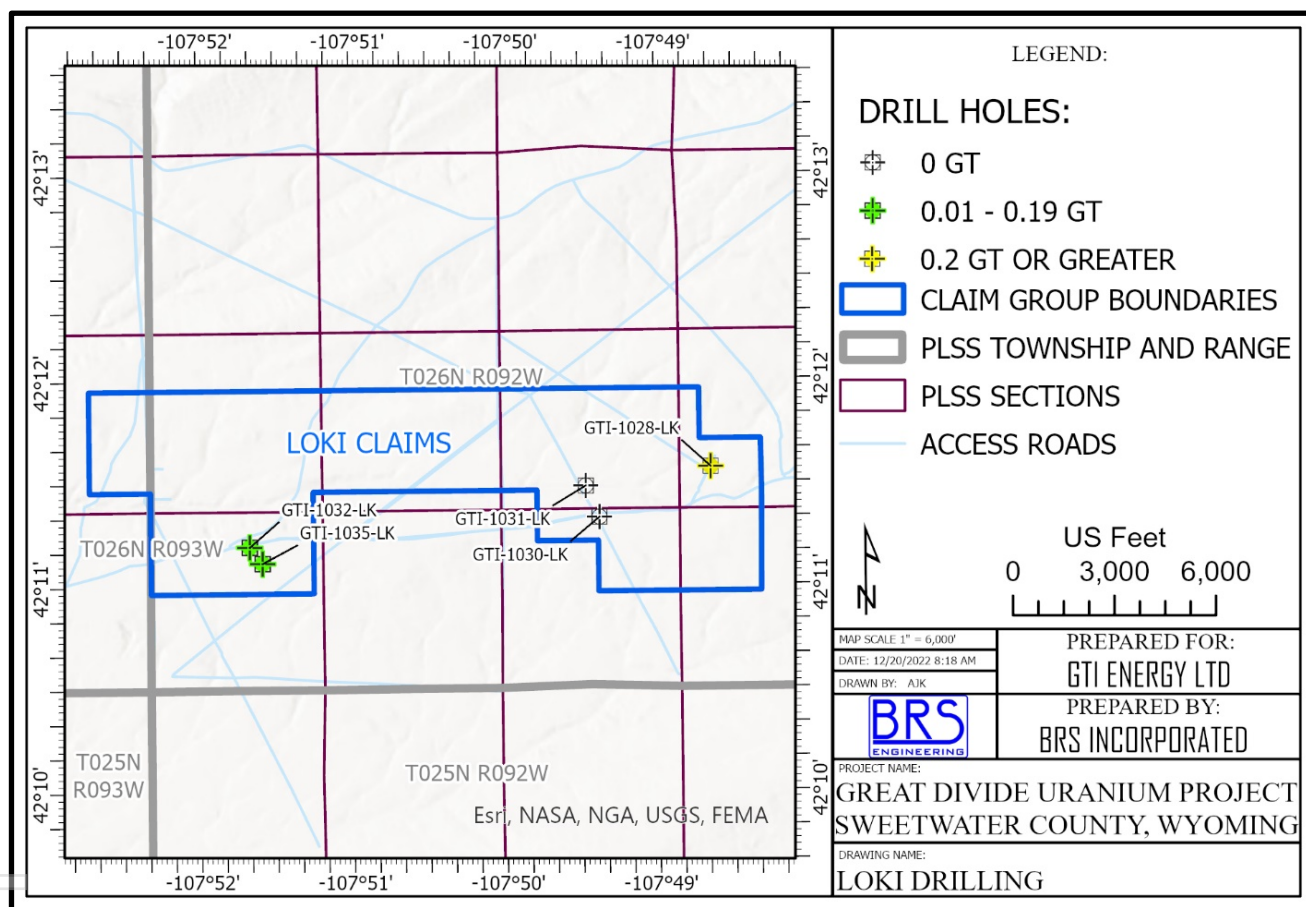 -107°52' -107°51' -107°50' -107°49'
42°13' 42°13'
42°12' 42°12'
T026N R092W
LOKI CLAIMS
GTI-1028-LK
GTI-1032-LK
GTI-1031-LK
GTI-1035-LK
T026N R093W
GTI-1030-LK
42°11' 42°11'
T025N
R093W
T025N R092W
42°10' 42°10'
Esri, NASA, NGA, USGS, FEMA
-107°52' -107°51' -107°50' -107°49'
LEGEND:
DRILL HOLES:
0 GT
0.01 - 0.19 GT
0.2 GT OR GREATER
CLAIM GROUP BOUNDARIES
PLSS TOWNSHIP AND RANGE
PLSS SECTIONS
ACCESS ROADS
N
US Feet
0 3,000 6,000
MAP SCALE 1" = 6,000'
DATE: 12/20/2022 8:18 AM
DRAWN BY: AJK
BRS
ENGINEERING
PREPARED FOR:
GTI ENERGY LTD
PREPARED BY:
BRS INCORPORATED
PROJECT NAME:
GREAT DIVIDE URANIUM PROJECT
SWEETWATER COUNTY, WYOMING
DRAWING NAME:
LOKI DRILLING